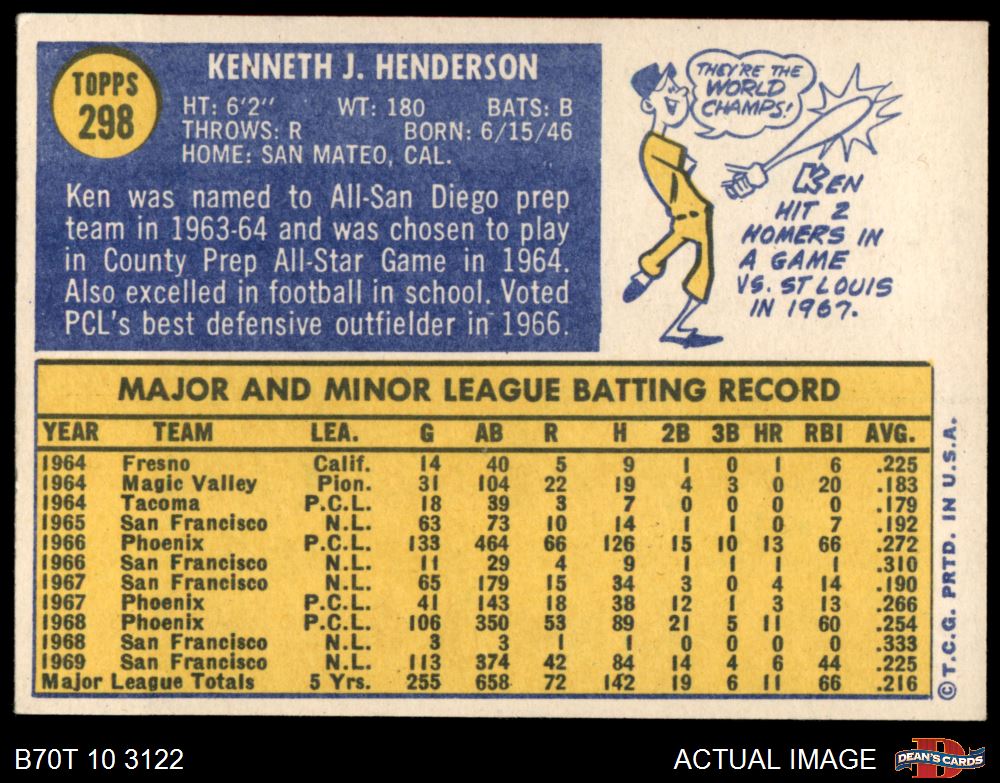 TOPPS
298
KENNETH J. HENDERSON
HT: 6'2" WT: 180 BATS: B
THROWS: R BORN: 6/15/46
HOME: SAN MATEO, CAL.
Ken was named to All-San Diego prep
team in 1963-64 and was chosen to play
in County Prep All-Star Game in 1964.
Also excelled in football in school. Voted
PCL's best defensive outfielder in 1966.
THEY'RE THE
WORLD
CHAMPS!
KEN
HIT 2
HOMERS IN
A GAME
VS. ST LOUIS
IN 1967.
MAJOR AND MINOR LEAGUE BATTING RECORD
YEAR TEAM LEA. G AB R H 2B 3B HR RBI AVG.
1964 Fresno Calif. 14 40 5 9 1 0 1 6 .225
1964 Magic Valley Pion. 31 104 22 19 4 3 0 20 .183
1964 Tacoma P.C.L. 18 39 3 7 0 0 0 0 .179
1965 San Francisco N.L. 63 73 10 14 1 1 0 7 .192
1966 Phoenix P.C.L. 133 464 66 126 15 10 13 66 .272
1966 San Francisco N.L. 11 29 4 9 1 1 1 1 .310
1967 San Francisco N.L. 65 179 15 34 3 0 4 14 .190
1967 Phoenix P.C.L. 41 143 18 38 12 1 3 13 .266
1968 Phoenix P.C.L. 106 350 53 89 21 5 11 60 .254
1968 San Francisco N.L. 3 3 1 1 0 0 0 0 .333
1969 San Francisco N.L. 113 374 42 84 14 4 6 44 .225
Major League Totals 5 Yrs. 255 658 72 142 19 6 11 66 .216
© T.C.G. PRTD. IN U.S.A.
B70T 10 3122
ACTUAL IMAGE
D
DEAN'S CARDS